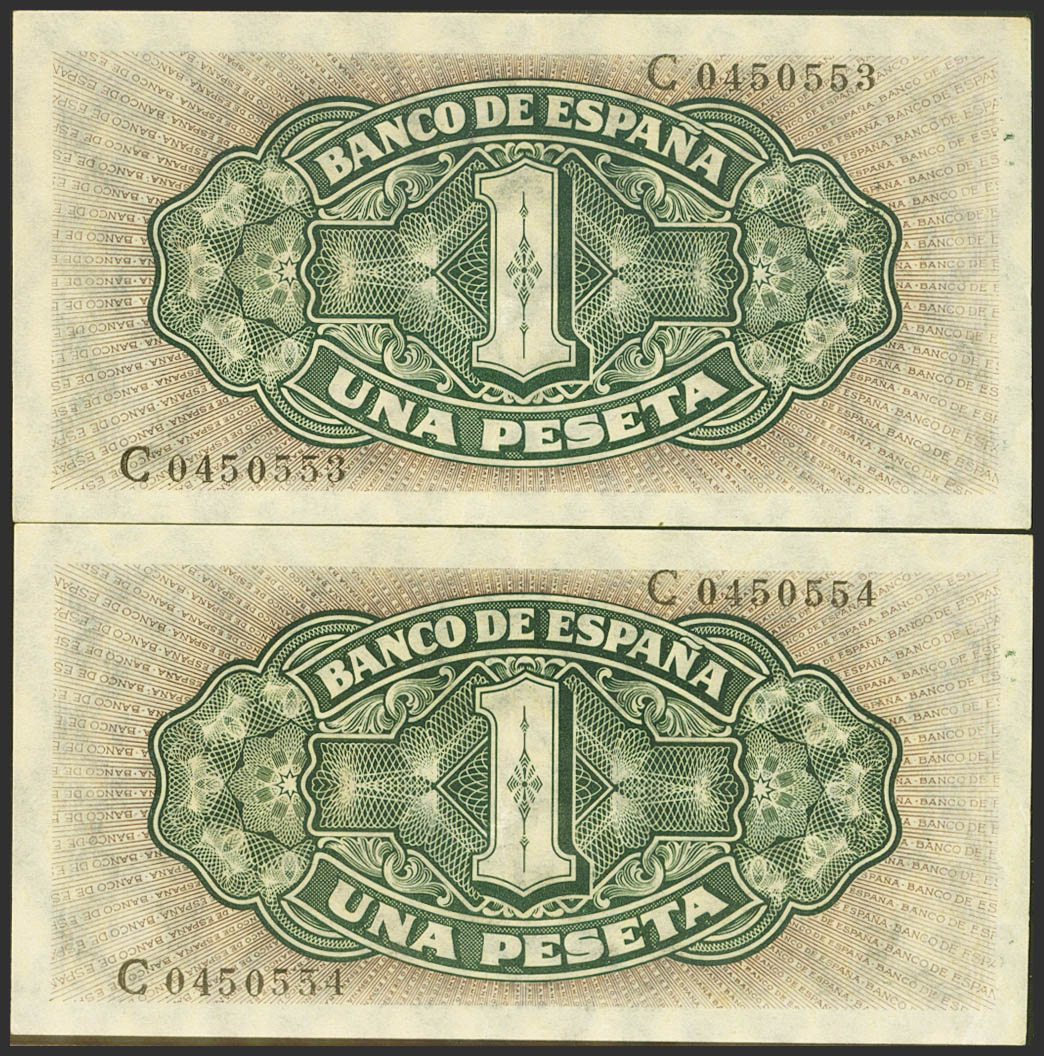 C 0450553
BANCO DE ESPAÑA
1
UNA PESETA
C 0450553
C 0450554
BANCO DE ESPAÑA
1
UNA PESETA
C 0450554